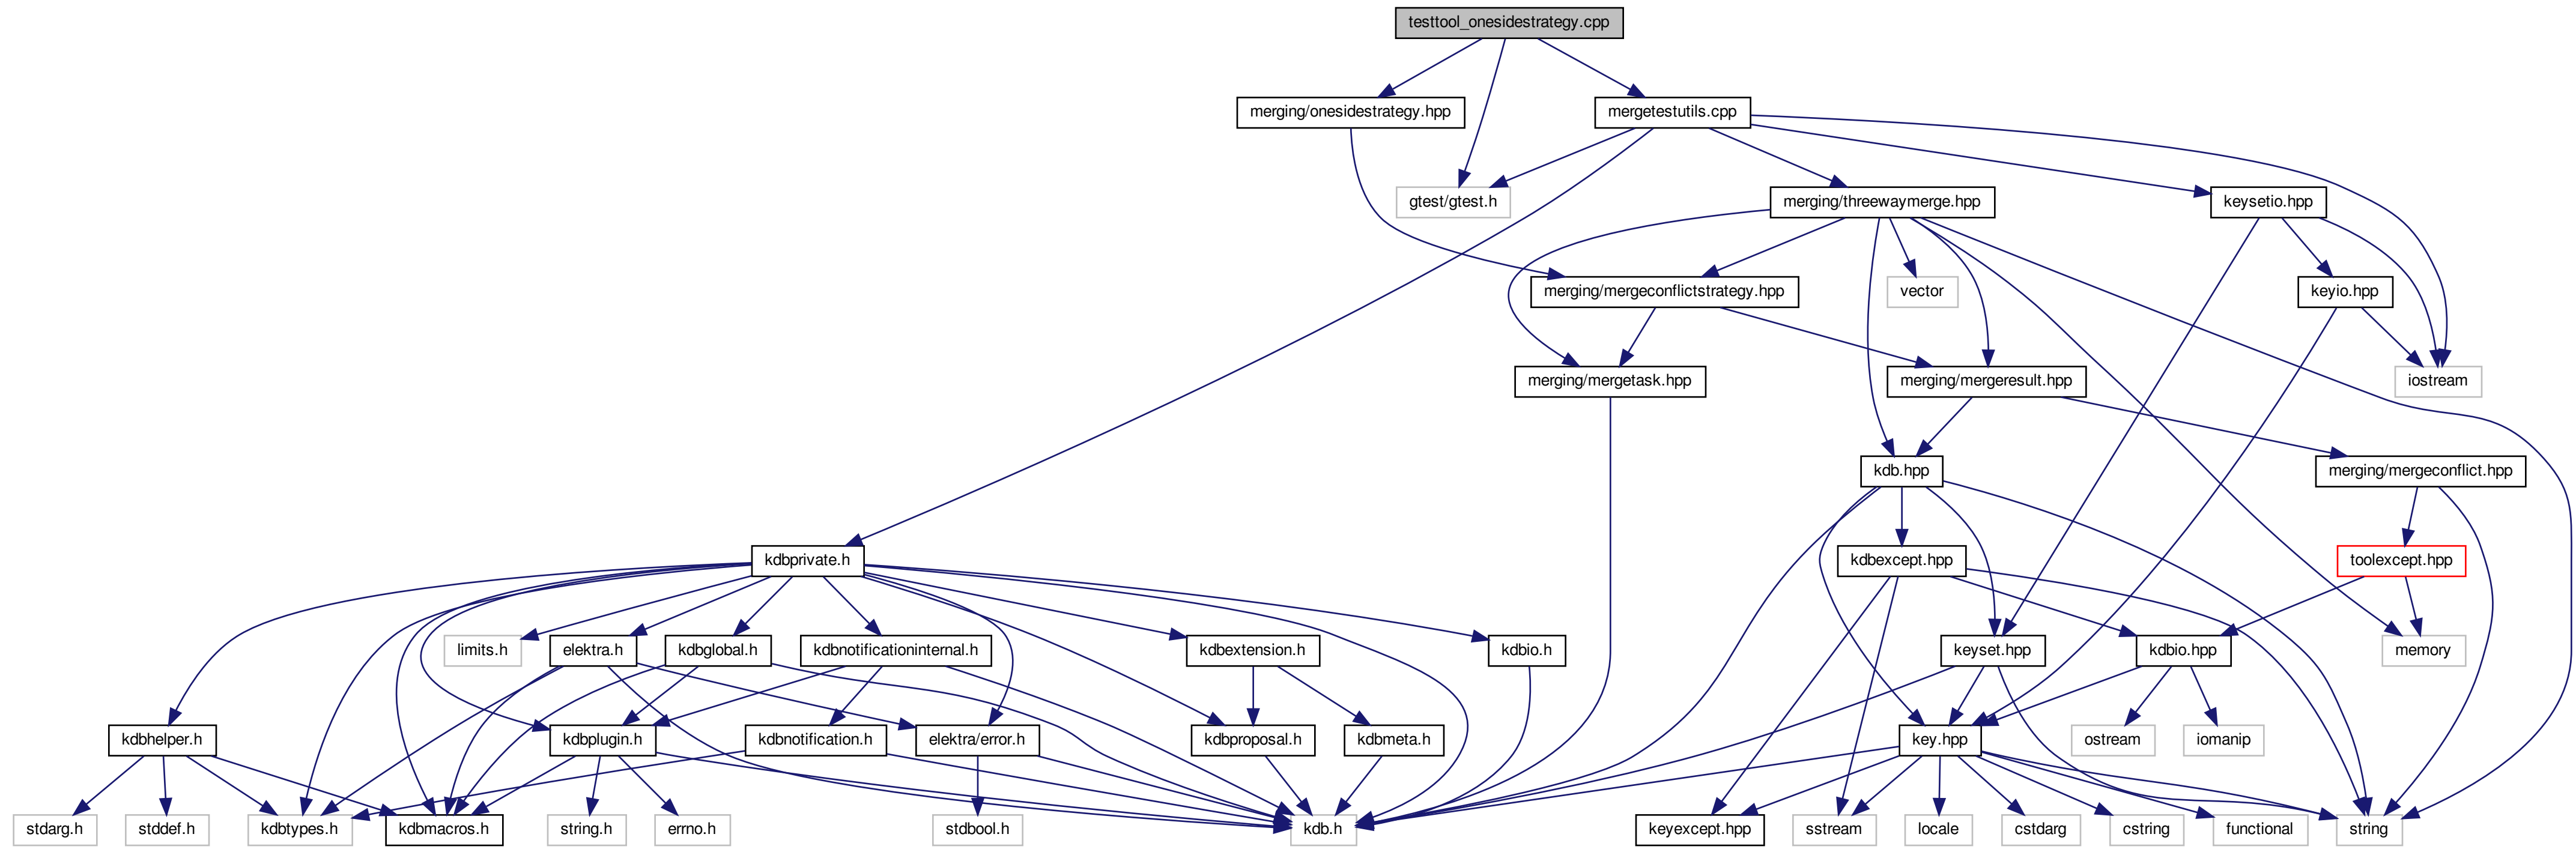 testtool_onesidestrategy.cpp
merging/onesidestrategy.hpp
mergetestutils.cpp
gtest/gtest.h
merging/threewaymerge.hpp
keysetio.hpp
merging/mergeconflictstrategy.hpp
vector
keyio.hpp
merging/mergetask.hpp
merging/mergeresult.hpp
iostream
kdb.hpp
merging/mergeconflict.hpp
kdbprivate.h
kdbexcept.hpp
toolexcept.hpp
limits.h
elektra.h
kdbglobal.h
kdbnotificationinternal.h
kdbextension.h
kdbio.h
keyset.hpp
kdbio.hpp
memory
kdbhelper.h
kdbplugin.h
kdbnotification.h
elektra/error.h
kdbproposal.h
kdbmeta.h
key.hpp
ostream
iomanip
stdarg.h
stddef.h
kdbtypes.h
kdbmacros.h
string.h
errno.h
stdbool.h
kdb.h
keyexcept.hpp
sstream
locale
cstdarg
cstring
functional
string